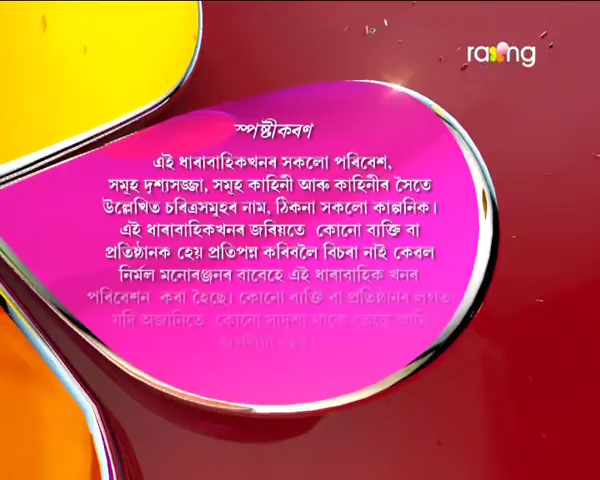 rang
স্পষ্টীকৰণ
এই ধাৰাবাহিকখনৰ সকলো পৰিবেশ,
সমূহ দৃশ্যসজ্জা, সমূহ কাহিনী আৰু কাহিনীৰ সৈতে
উল্লেখিত চৰিত্ৰসমূহৰ নাম, ঠিকনা সকলো কাল্পনিক।
এই ধাৰাবাহিকখনৰ জৰিয়তে কোনো ব্যক্তি বা
প্ৰতিষ্ঠানক হেয় প্ৰতিপন্ন কৰিবলৈ বিচৰা নাই কেৱল
নিৰ্মল মনোৰঞ্জনৰ বাবেহে এই ধাৰাবাহিক খনৰ
পৰিবেশন কৰা হৈছে। কোনো ব্যক্তি বা প্ৰতিষ্ঠানৰ লগত
যদি অজানিতে কোনো সাদৃশ্য থাকে তেন্তে আমি